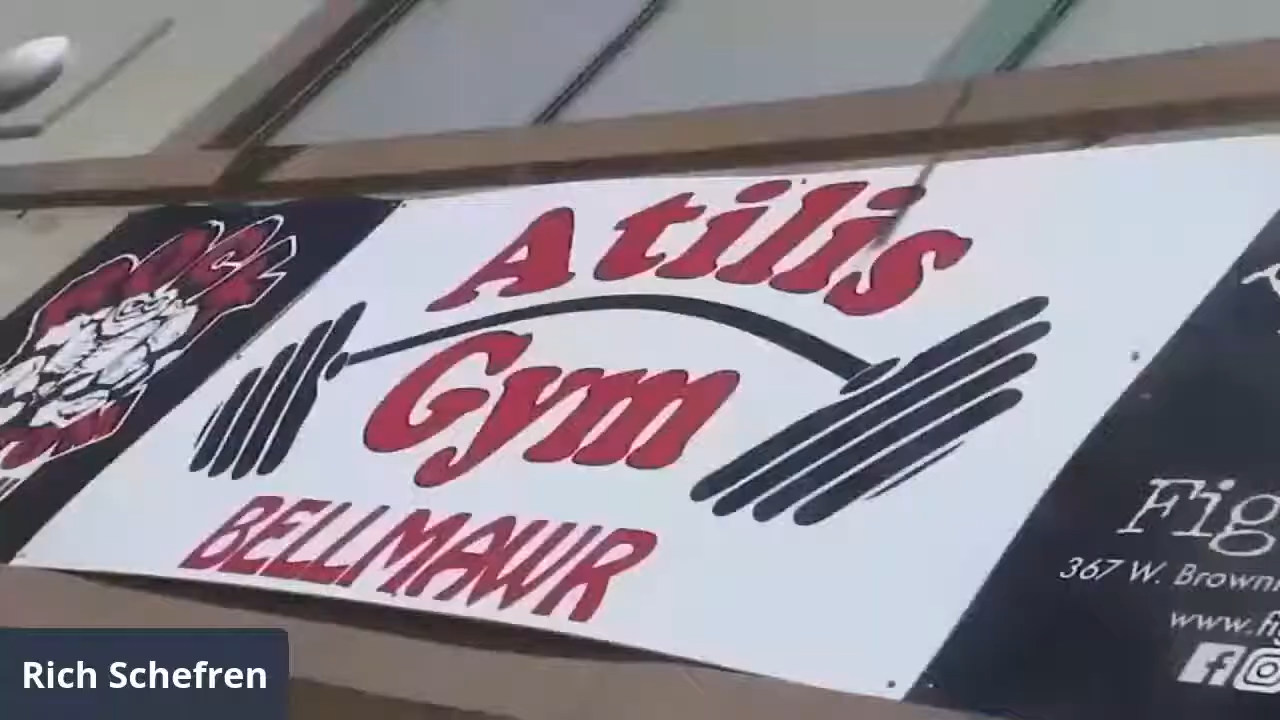 Atilis
Gym
BELLMAWR
Fig
367 W. Brown
www.fi
Rich Schefren